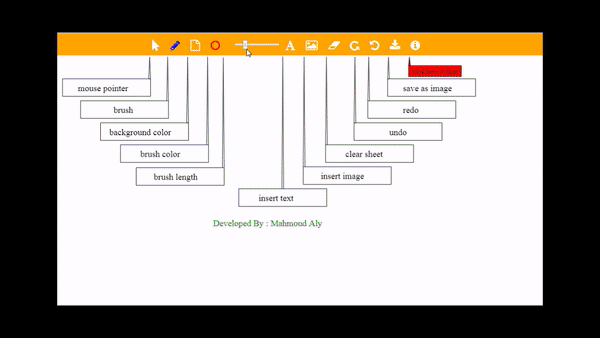 mouse pointer
save as image
brush
redo
background color
undo
brush color
clear sheet
brush length
insert image
insert text
Developed By : Mahmoud Aly